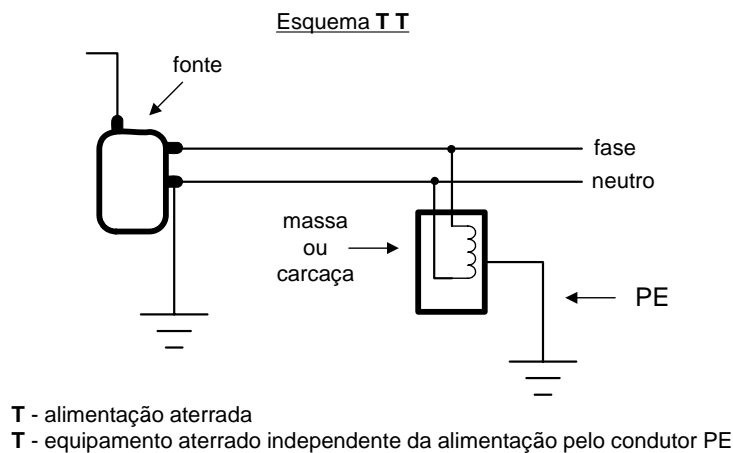 Esquema T T
fonte
fase
neutro
massa
ou
carcaça
PE
T - alimentação aterrada
T - equipamento aterrado independente da alimentação pelo condutor PE